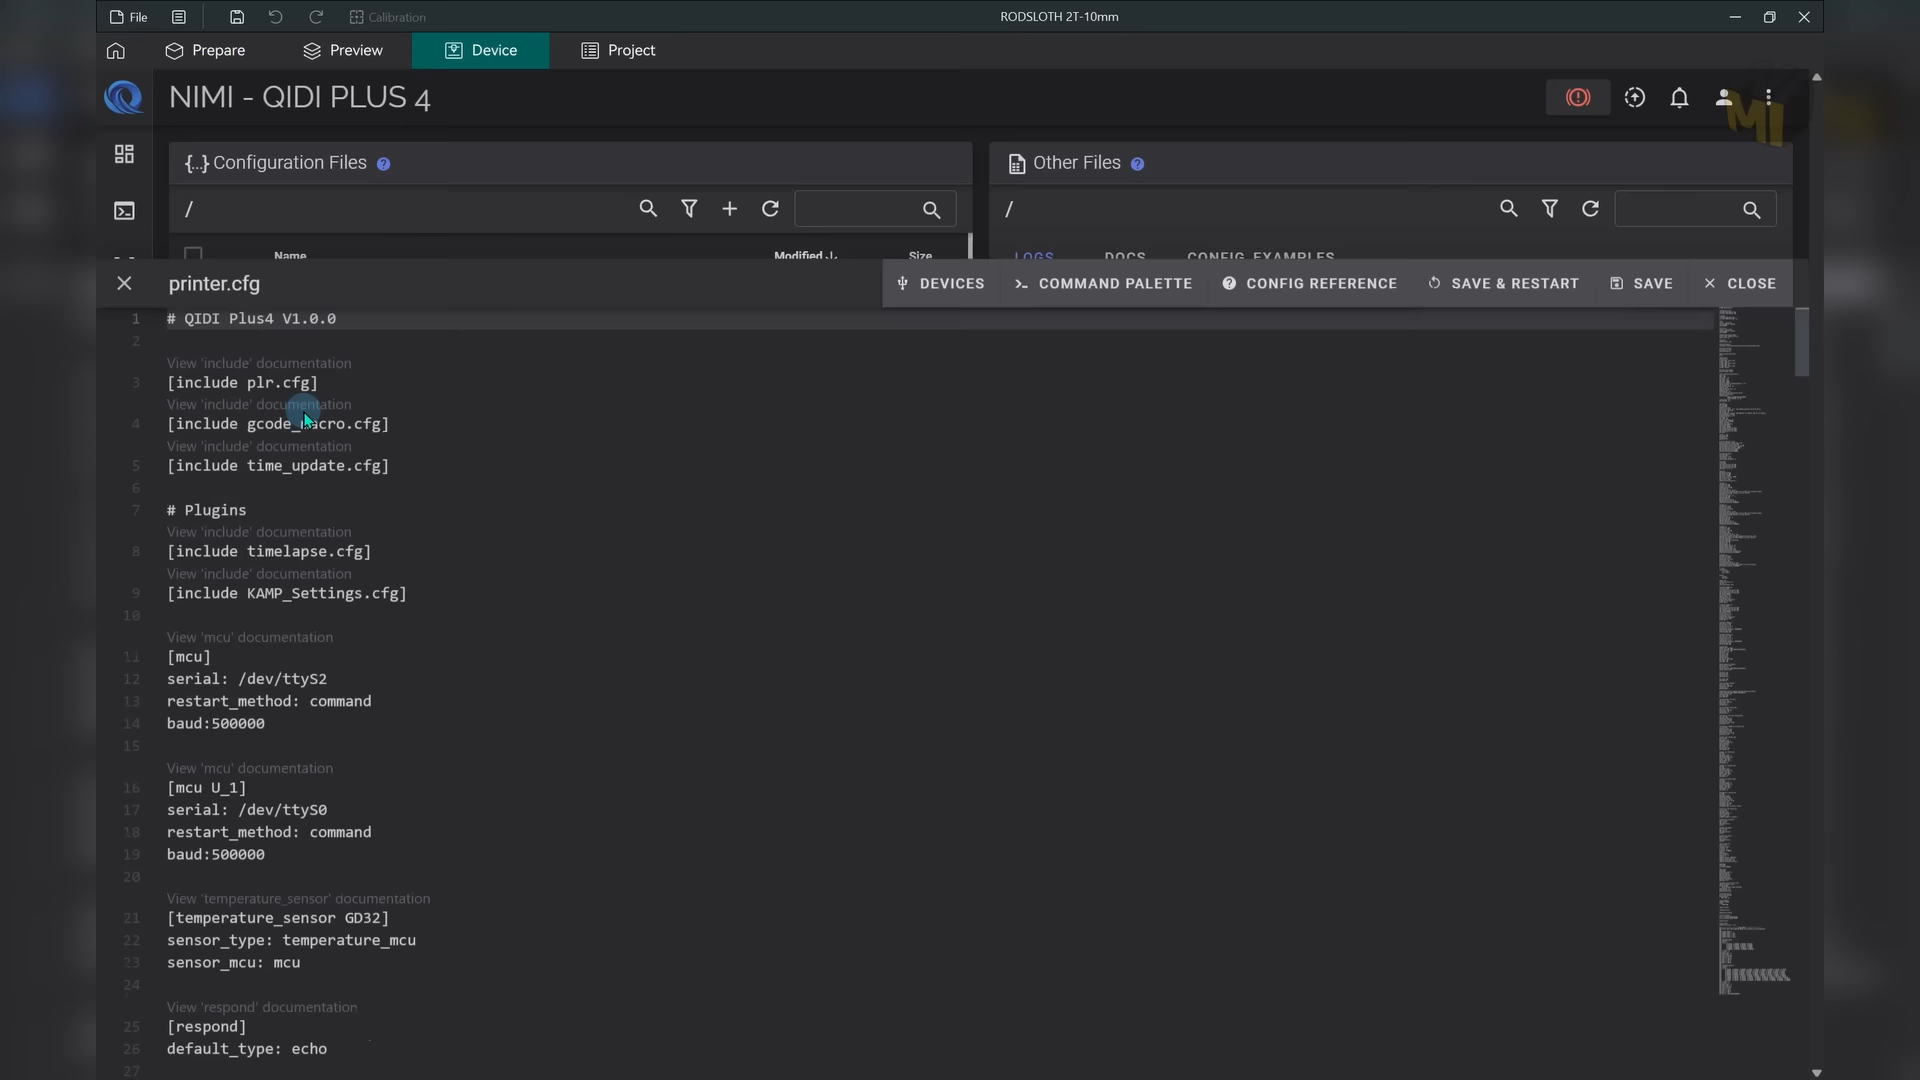 File
Calibration
RODSLOTH 2T-10mm
Prepare
Preview
Device
Project
NIMI - QIDI PLUS 4
MI
{...} Configuration Files ?
Other Files ?
/
/
Name
Modified
Size
LOGS
DOCS
CONFIG_EXAMPLES
printer.cfg
DEVICES
COMMAND PALETTE
CONFIG REFERENCE
SAVE & RESTART
SAVE
CLOSE
1 # QIDI Plus4 V1.0.0
2
View 'include' documentation
3 [include plr.cfg]
View 'include' documentation
4 [include gcode_macro.cfg]
View 'include' documentation
5 [include time_update.cfg]
6
7 # Plugins
View 'include' documentation
8 [include timelapse.cfg]
View 'include' documentation
9 [include KAMP_Settings.cfg]
10
View 'mcu' documentation
11 [mcu]
12 serial: /dev/ttyS2
13 restart_method: command
14 baud:500000
15
View 'mcu' documentation
16 [mcu U_1]
17 serial: /dev/ttyS0
18 restart_method: command
19 baud:500000
20
View 'temperature_sensor' documentation
21 [temperature_sensor GD32]
22 sensor_type: temperature_mcu
23 sensor_mcu: mcu
24
View 'respond' documentation
25 [respond]
26 default_type: echo
27